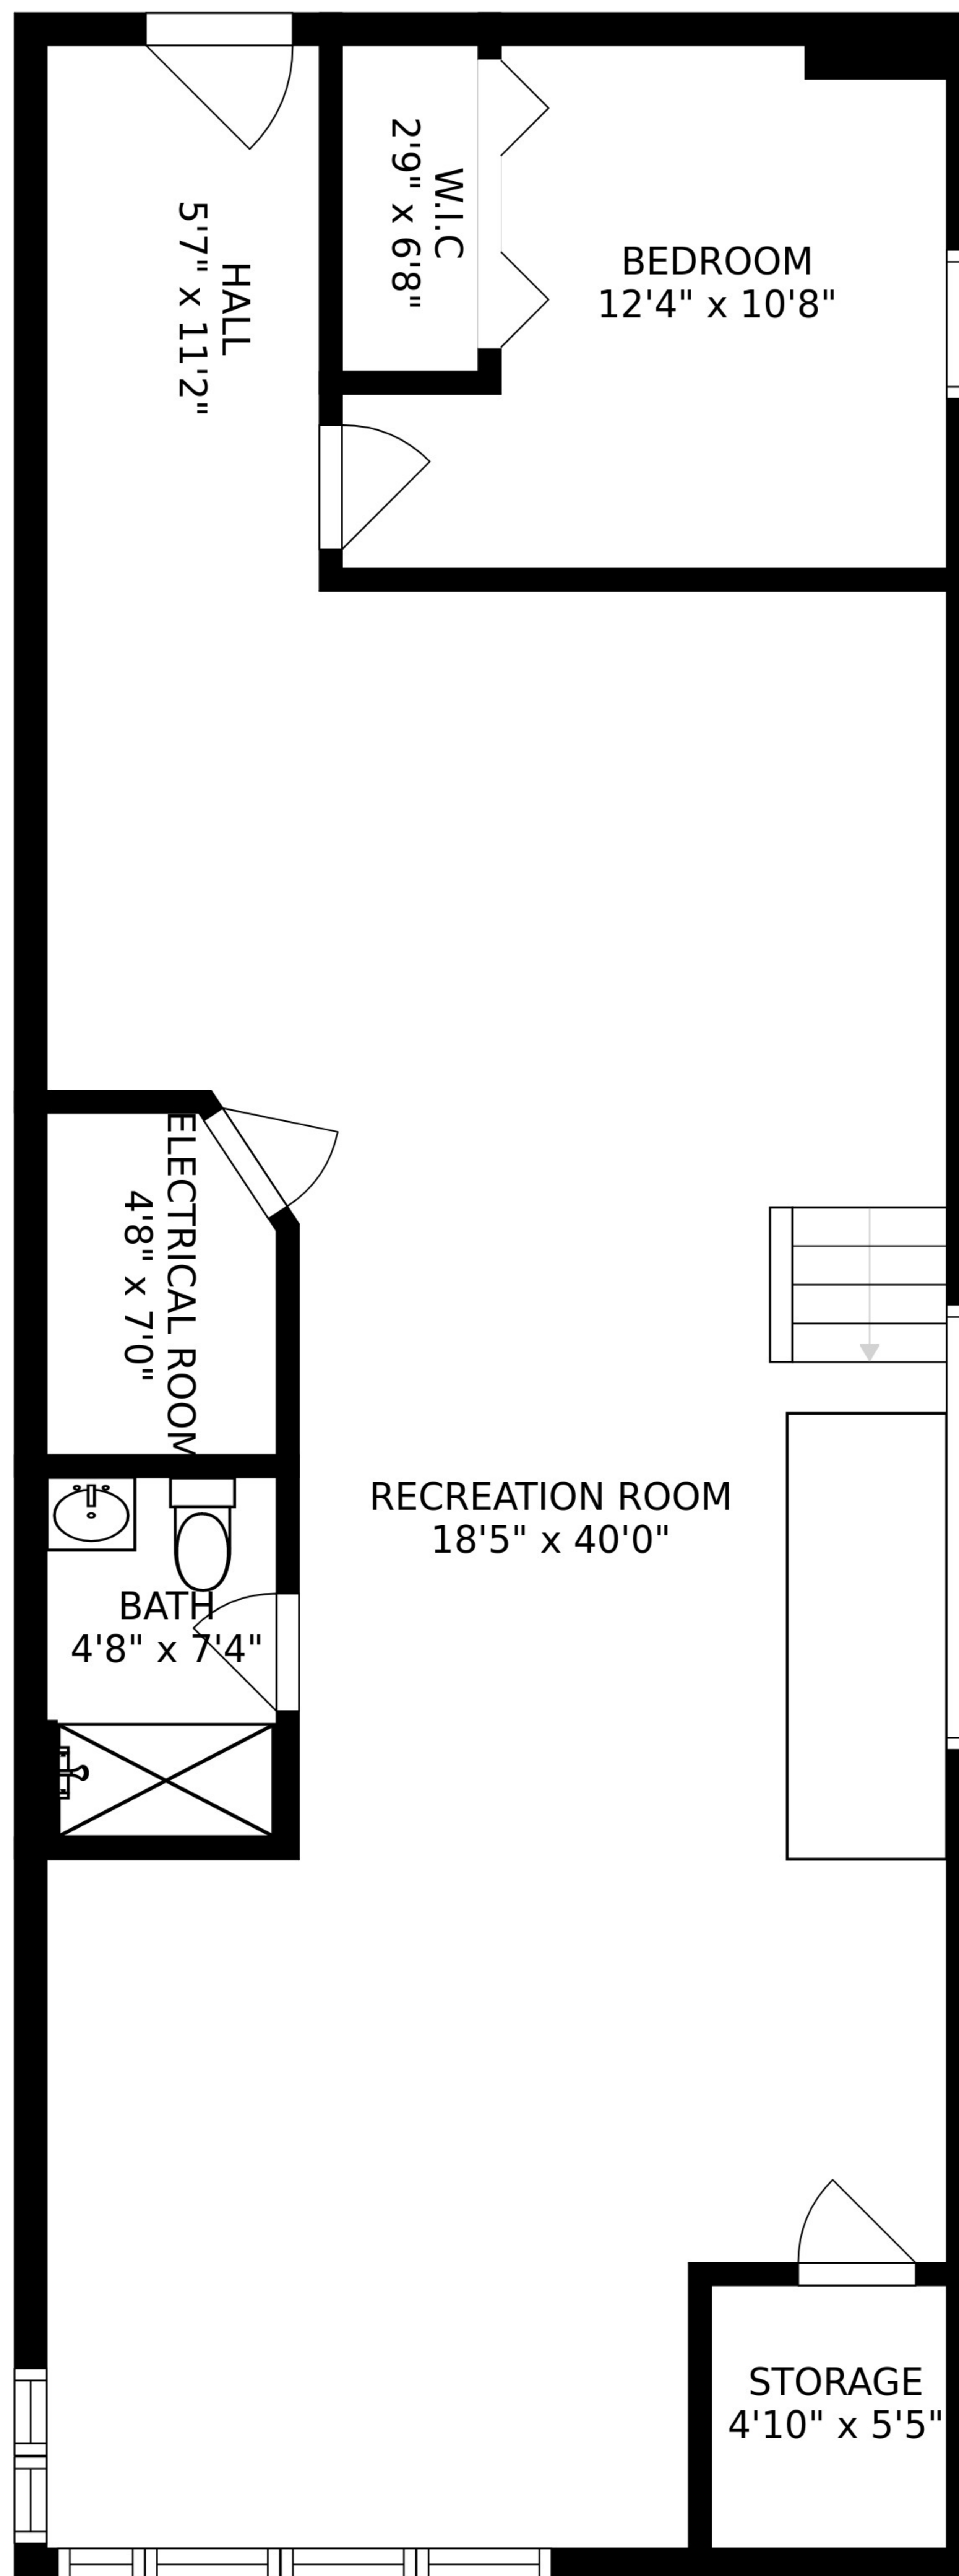 HALL
5'7" x 11'2"
W.I.C
2'9" x 6'8"
BEDROOM
12'4" x 10'8"
ELECTRICAL ROOM
4'8" x 7'0"
RECREATION ROOM
18'5" x 40'0"
BATH
4'8" x 7'4"
STORAGE
4'10" x 5'5"